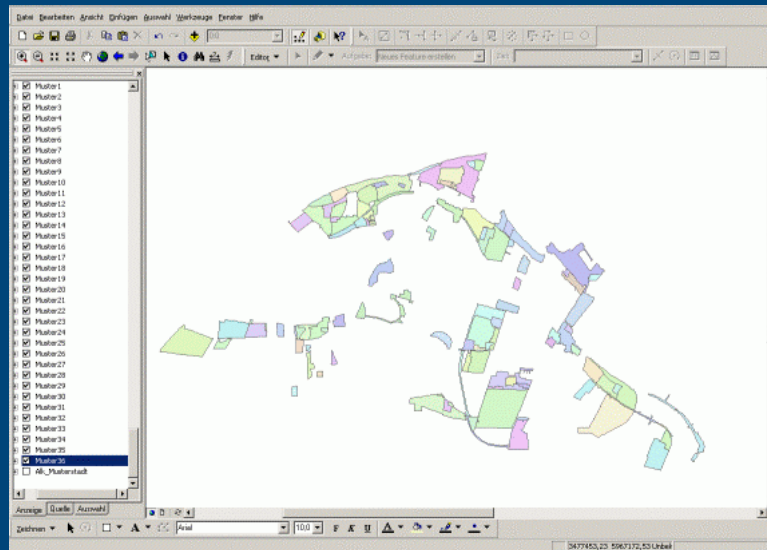 Datei Bearbeiten Ansicht Einfügen Auswahl Werkzeuge Fenster Hilfe
Editor Aufgabe: Neues Feature erstellen Ziel:
Muster1
Muster2
Muster3
Muster4
Muster5
Muster6
Muster7
Muster8
Muster9
Muster10
Muster11
Muster12
Muster13
Muster14
Muster15
Muster16
Muster17
Muster18
Muster19
Muster20
Muster21
Muster22
Muster23
Muster24
Muster25
Muster26
Muster27
Muster28
Muster29
Muster30
Muster31
Muster32
Muster33
Muster34
Muster35
Muster36
Alk_Musterstadt
Anzeige Quelle Auswahl
Zeichnen A Arial 10,0 F K U A
3477453,23 5967172,53 Unbek